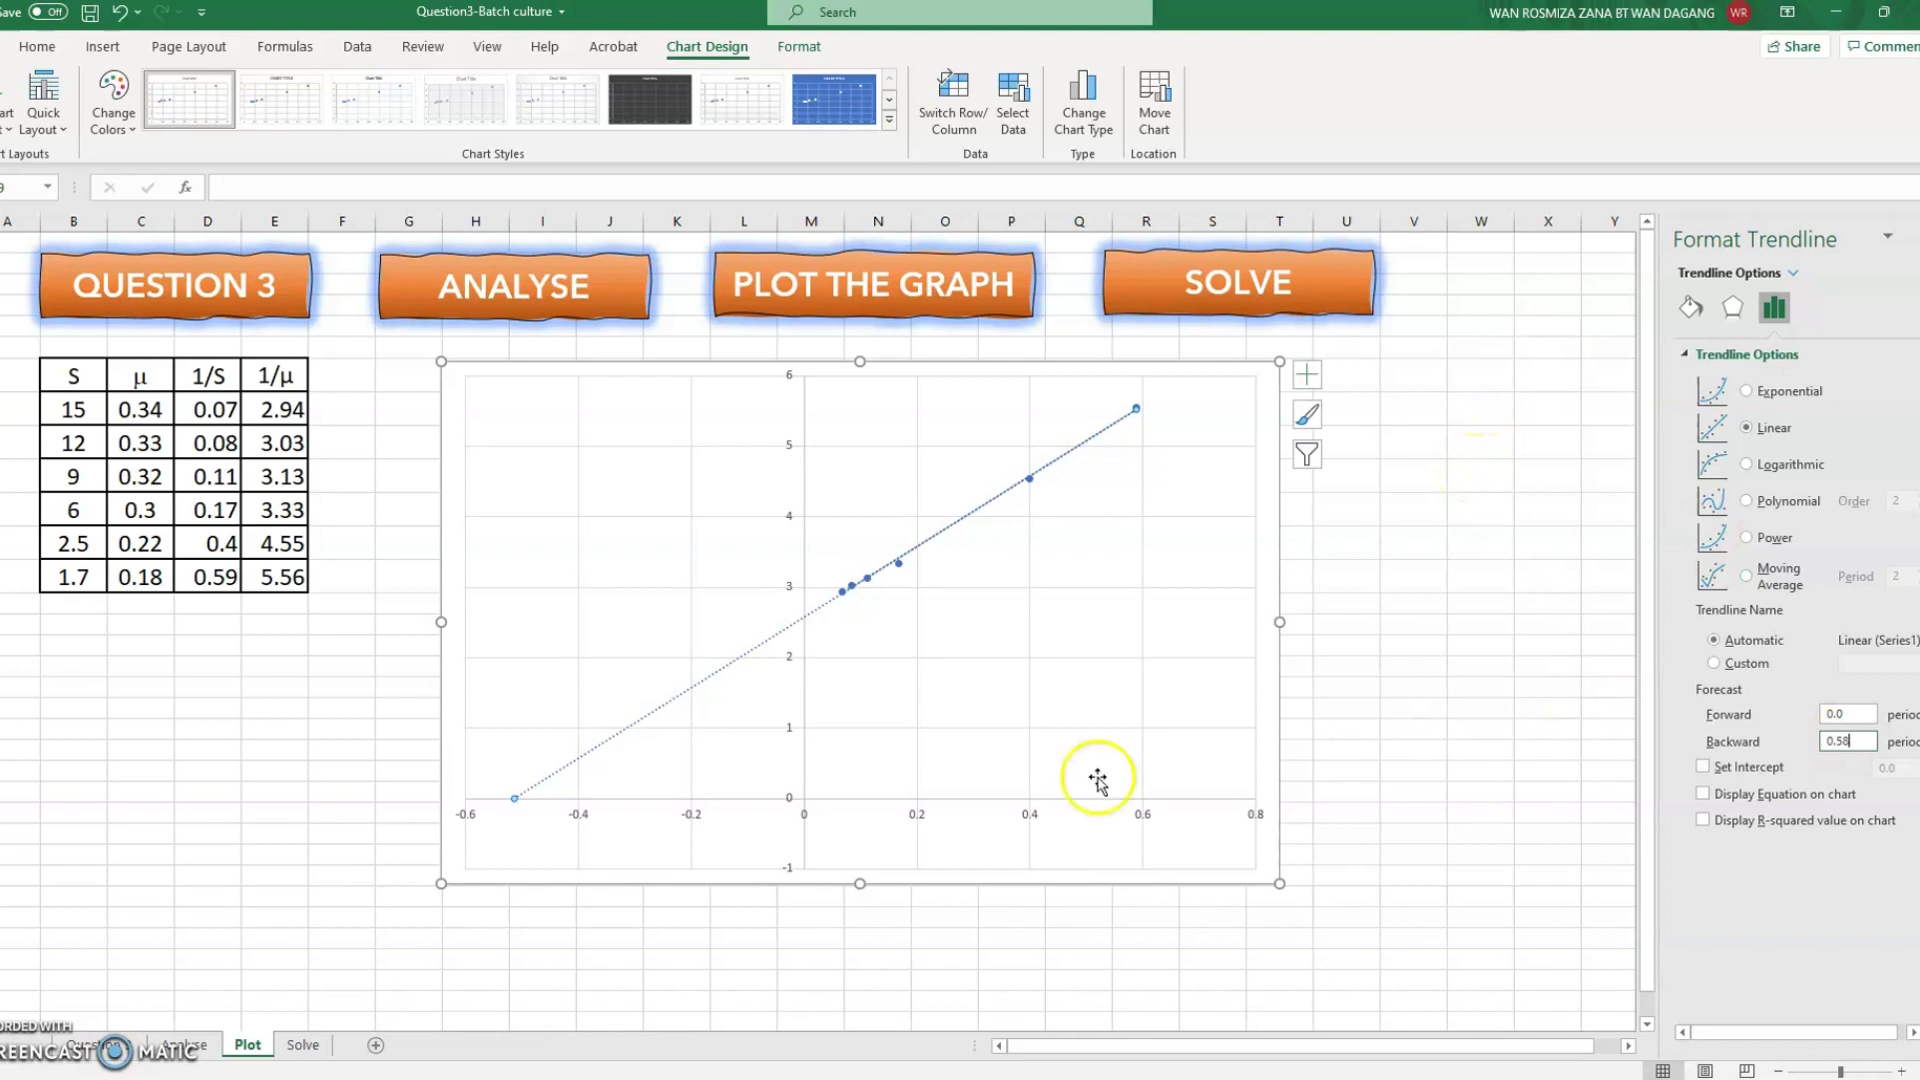 Save Off Question3-Batch culture Search WAN ROSMIZA ZANA BT WAN DAGANG WR
Home Insert Page Layout Formulas Data Review View Help Acrobat Chart Design Format Share
Quick Layout
Change Colors
Switch Row/Column
Select Data
Change Chart Type
Move Chart
Chart Styles Data Type Location
fx
A B C D E F G H I J K L M N O P Q R S T U V W X Y
QUESTION 3 ANALYSE PLOT THE GRAPH SOLVE
S μ 1/S 1/μ
15 0.34 0.07 2.94
12 0.33 0.08 3.03
9 0.32 0.11 3.13
6 0.3 0.17 3.33
2.5 0.22 0.4 4.55
1.7 0.18 0.59 5.56
6
5
4
3
2
1
0
-0.6 -0.4 -0.2 0 0.2 0.4 0.6 0.8
-1
Format Trendline
Trendline Options
Trendline Options
Exponential
Linear
Logarithmic
Polynomial Order 2
Power
Moving Average Period 2
Trendline Name
Automatic Linear (Series1)
Custom
Forecast
Forward 0.0
Backward 0.58
Set Intercept 0.0
Display Equation on chart
Display R-squared value on chart
Plot Solve
MATIC